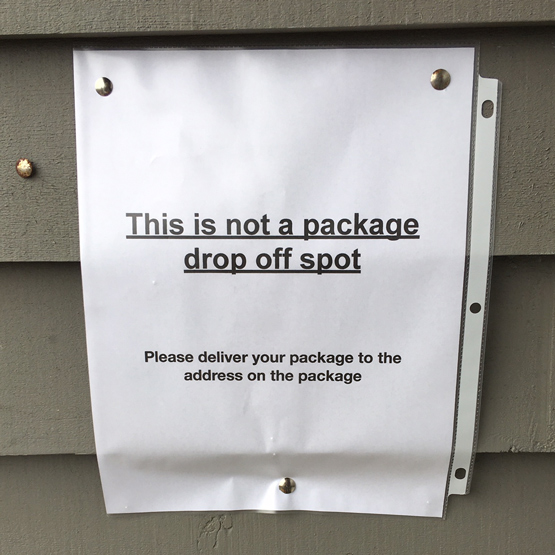 This is not a package
drop off spot
Please deliver your package to the
address on the package